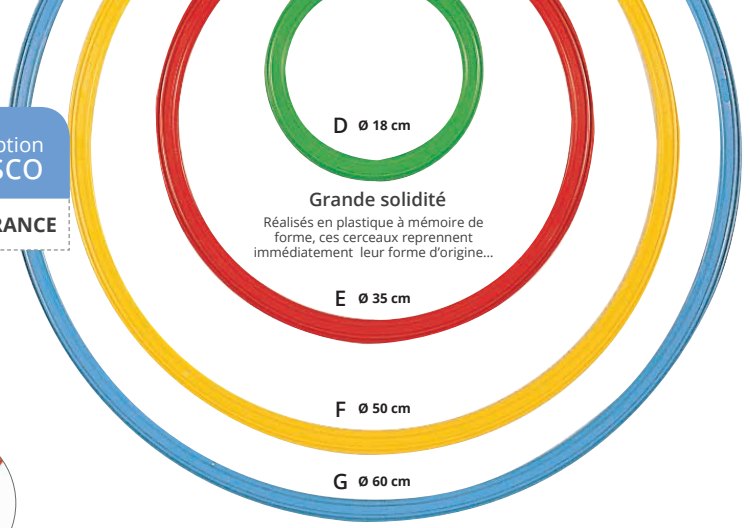 D Ø 18 cm
Grande solidité
Réalisés en plastique à mémoire de
forme, ces cerceaux reprennent
immédiatement leur forme d'origine...
E Ø 35 cm
F Ø 50 cm
G Ø 60 cm